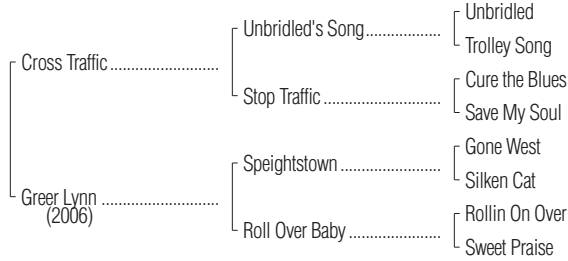 Unbridled
Unbridled's Song
Trolley Song
Cross Traffic
Cure the Blues
Stop Traffic
Save My Soul
Gone West
Speightstown
Silken Cat
Greer Lynn
(2006)
Rollin On Over
Roll Over Baby
Sweet Praise